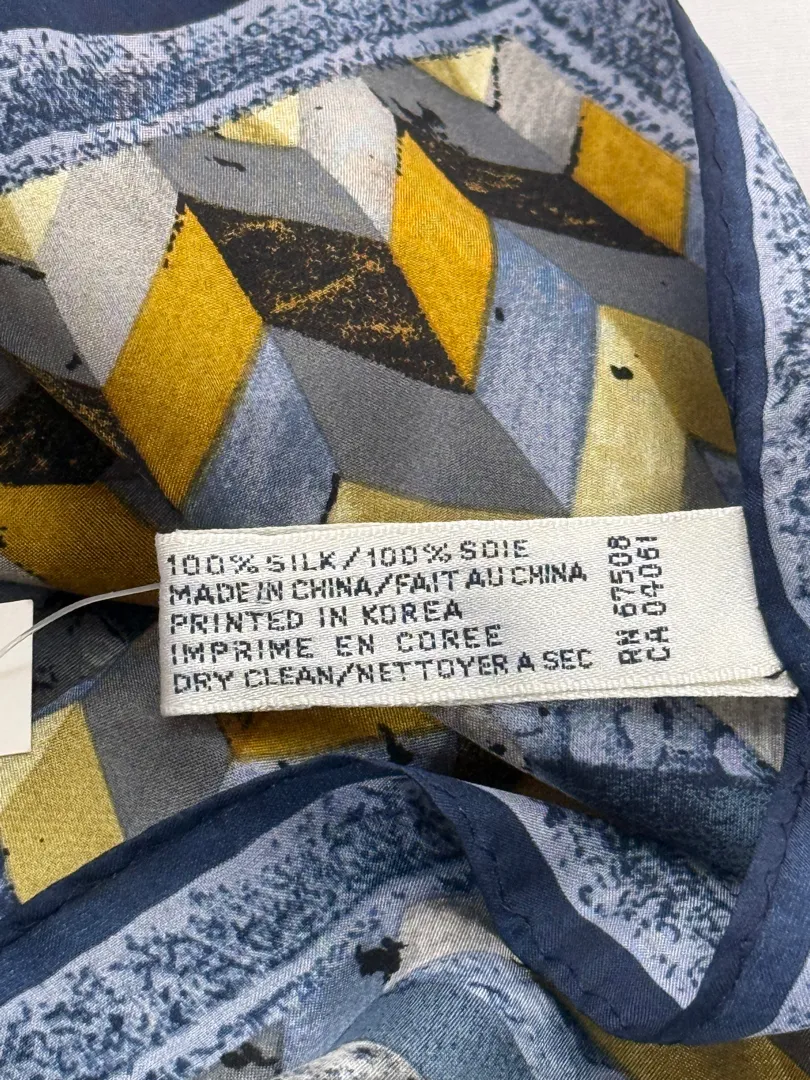 100% SILK/100% SOIE
MADE IN CHINA/FAIT AU CHINA
PRINTED IN KOREA
IMPRIME EN COREE
DRY CLEAN/NETTOYER A SEC
RN 67508
CA 04061